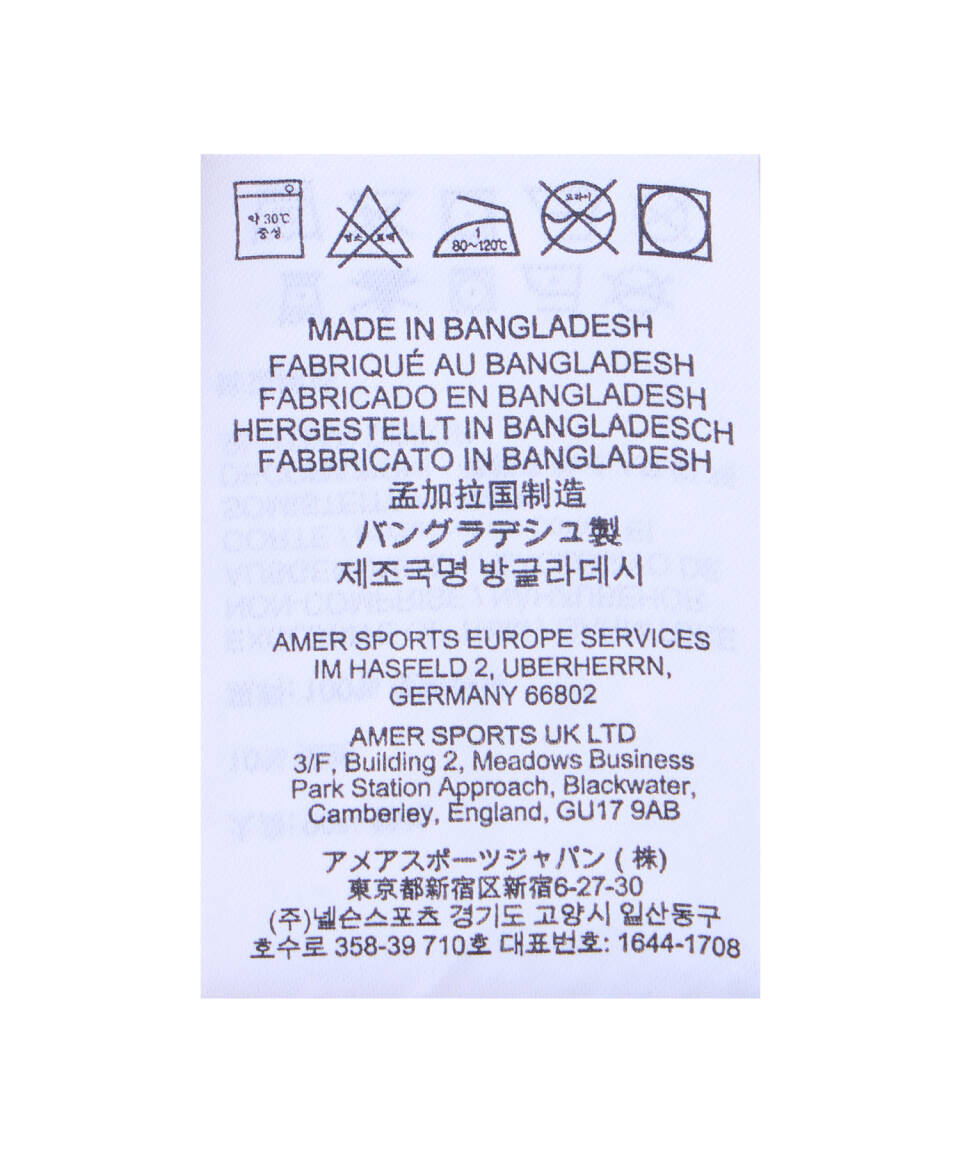 약 30℃
중성
염소 표백
1
80~120℃
드라이
MADE IN BANGLADESH
FABRIQUÉ AU BANGLADESH
FABRICADO EN BANGLADESH
HERGESTELLT IN BANGLADESCH
FABBRICATO IN BANGLADESH
孟加拉国制造
バングラデシュ製
제조국명 방글라데시
AMER SPORTS EUROPE SERVICES
IM HASFELD 2, UBERHERRN,
GERMANY 66802
AMER SPORTS UK LTD
3/F, Building 2, Meadows Business
Park Station Approach, Blackwater,
Camberley, England, GU17 9AB
アメアスポーツジャパン ( 株)
東京都新宿区新宿6-27-30
(주)넬슨스포츠 경기도 고양시 일산동구
호수로 358-39 710호 대표번호: 1644-1708